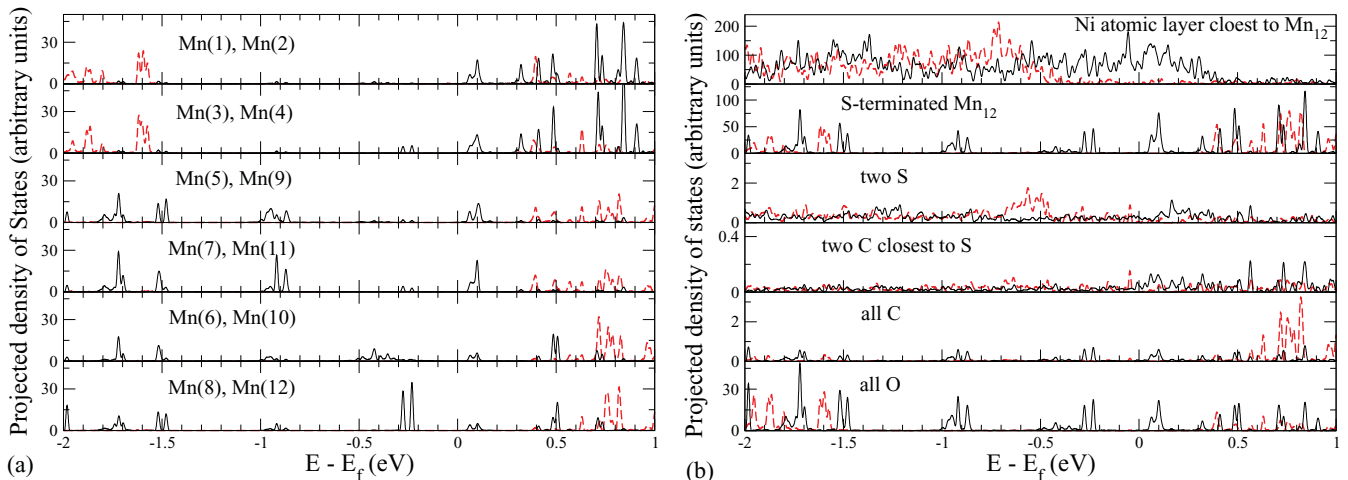 Projected density of States (arbitrary units)
30
0
Mn(1), Mn(2)
30
0
Mn(3), Mn(4)
30
0
Mn(5), Mn(9)
30
0
Mn(7), Mn(11)
30
0
Mn(6), Mn(10)
30
0
Mn(8), Mn(12)
-2 -1.5 -1 -0.5 0 0.5 1
E - E_f (eV)
(a)
Projected density of states (arbitrary units)
200
150
100
50
0
Ni atomic layer cloest to Mn₁₂
100
50
0
S-terminated Mn₁₂
2
0
two S
0.4
0
two C closest to S
2
0
all C
30
0
all O
-2 -1.5 -1 -0.5 0 0.5 1
E - E_f (eV)
(b)